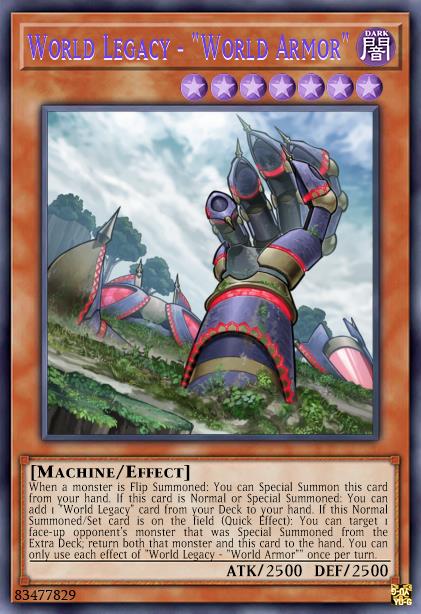 World Legacy - "World Armor"
DARK
闇
[Machine/Effect]
When a monster is Flip Summoned: You can Special Summon this card
from your hand. If this card is Normal or Special Summoned: You can
add 1 "World Legacy" card from your Deck to your hand. If this Normal
Summoned/Set card is on the field (Quick Effect): You can target 1
face-up opponent's monster that was Special Summoned from the
Extra Deck; return both that monster and this card to the hand. You can
only use each effect of "World Legacy - "World Armor"" once per turn.
ATK/2500 DEF/2500
83477829